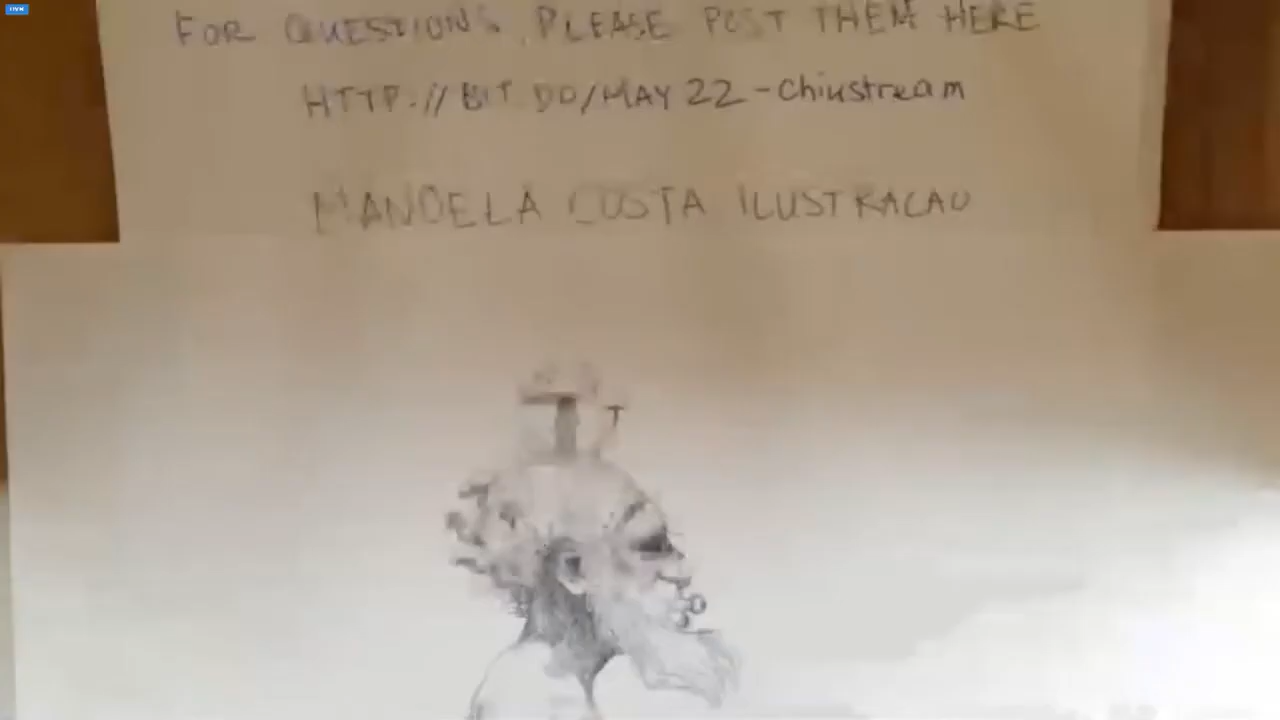 FOR QUESTIONS, PLEASE POST THEM HERE
HTTP://BIT.DO/MAY22-Chiustream
MANOELA COSTA ILUSTRACAO